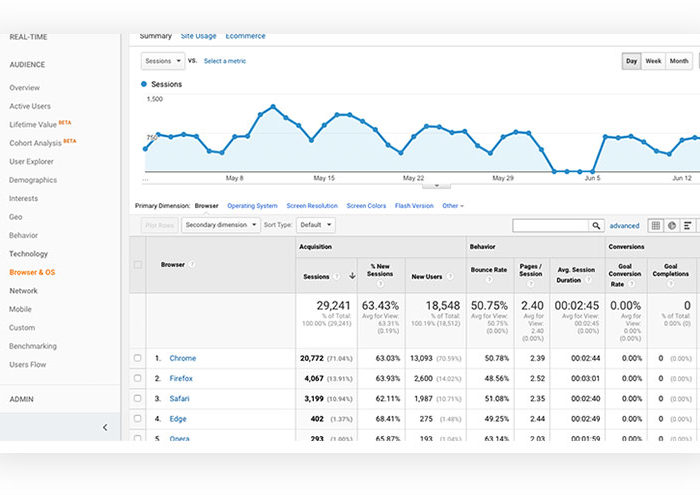 REAL-TIME
AUDIENCE
Overview
Active Users
Lifetime Value BETA
Cohort Analysis BETA
User Explorer
Demographics
Interests
Geo
Behavior
Technology
Browser & OS
Network
Mobile
Custom
Benchmarking
Users Flow
ADMIN
Summary Site Usage Ecommerce
Sessions VS. Select a metric Day Week Month
Sessions
1,500
750
... May 8 May 15 May 22 May 29 Jun 5 Jun 12
Primary Dimension: Browser Operating System Screen Resolution Screen Colors Flash Version Other
Plot Rows Secondary dimension Sort Type: Default advanced
Browser ? Acquisition Behavior Conversions
Sessions ? % New Sessions ? New Users ? Bounce Rate ? Pages / Session ? Avg. Session Duration ? Goal Conversion Rate ? Goal Completions ?
29,241 63.43% 18,548 50.75% 2.40 00:02:45 0.00% 0
% of Total: 100.00% (29,241) Avg for View: 63.31% (0.19%) % of Total: 100.19% (18,512) Avg for View: 50.75% (0.00%) Avg for View: 2.40 (0.00%) Avg for View: 00:02:45 (0.00%) Avg for View: 0.00% (0.00%) % of Total: 0.00% (0)
1. Chrome 20,772 (71.04%) 63.03% 13,093 (70.59%) 50.78% 2.39 00:02:44 0.00% 0 (0.00%)
2. Firefox 4,067 (13.91%) 63.93% 2,600 (14.02%) 48.56% 2.52 00:03:01 0.00% 0 (0.00%)
3. Safari 3,199 (10.94%) 62.11% 1,987 (10.71%) 51.08% 2.35 00:02:40 0.00% 0 (0.00%)
4. Edge 402 (1.37%) 68.41% 275 (1.48%) 49.25% 2.44 00:02:49 0.00% 0 (0.00%)
5. Opera 293 (1.00%) 65.87% 193 (1.04%) 63.14% 2.03 00:01:59 0.00% 0 (0.00%)